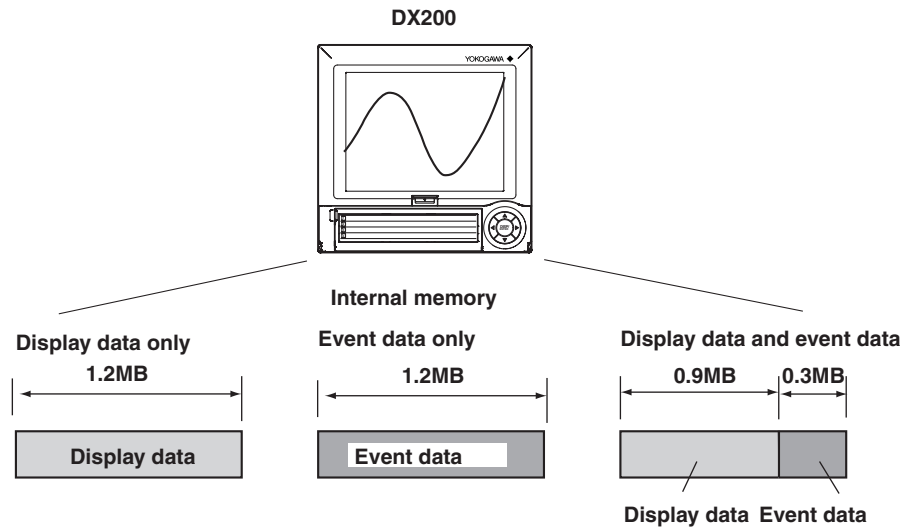 DX200
YOKOGAWA
Internal memory
Display data only
1.2MB
Display data
Event data only
1.2MB
Event data
Display data and event data
0.9MB 0.3MB
Display data Event data